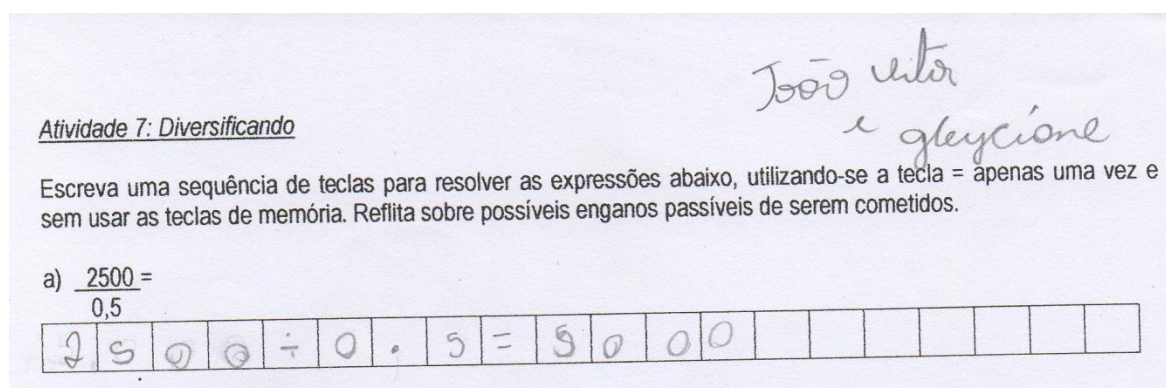 João Vitor
e gleycione
Atividade 7: Diversificando
Escreva uma sequência de teclas para resolver as expressões abaixo, utilizando-se a tecla = apenas uma vez e
sem usar as teclas de memória. Reflita sobre possíveis enganos passíveis de serem cometidos.
a) 2500 =
0,5
2 5 0 0 ÷ 0 . 5 = 5 0 0 0